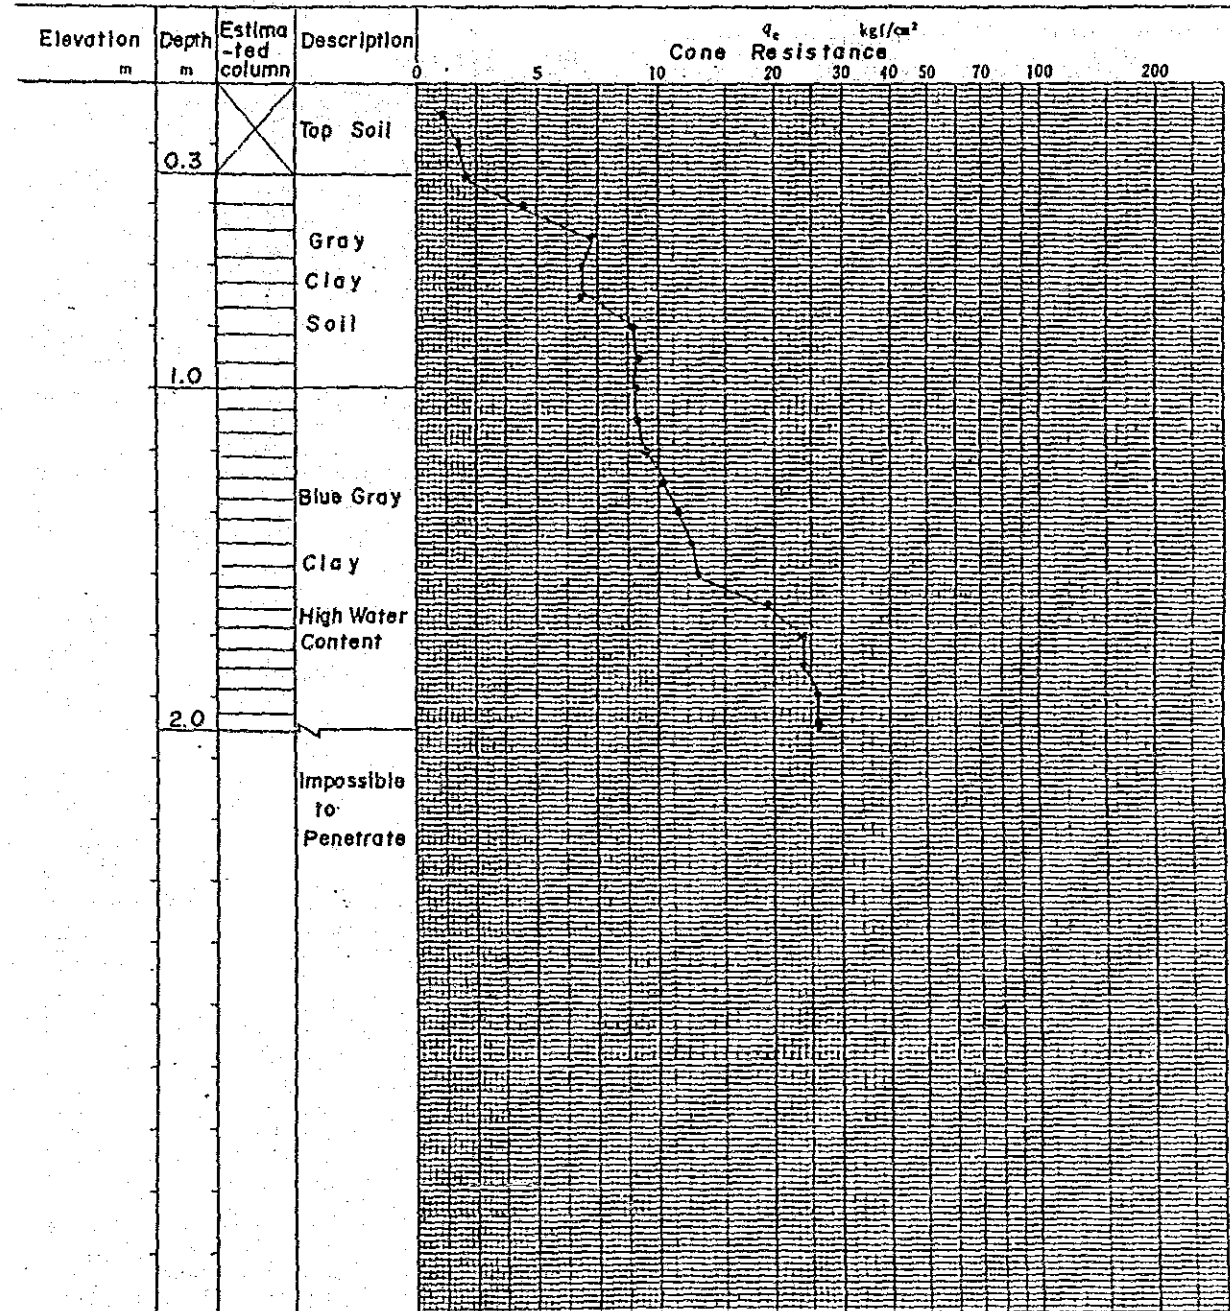 Elevation
m
Depth
m
Estima
-ted
column
Description
qc kgf/cm²
Cone Resistance
0 5 10 20 30 40 50 70 100 200
Top Soil
0.3
Gray
Clay
Soil
1.0
Blue Gray
Clay
High Water
Content
2.0
Impossible
to
Penetrate